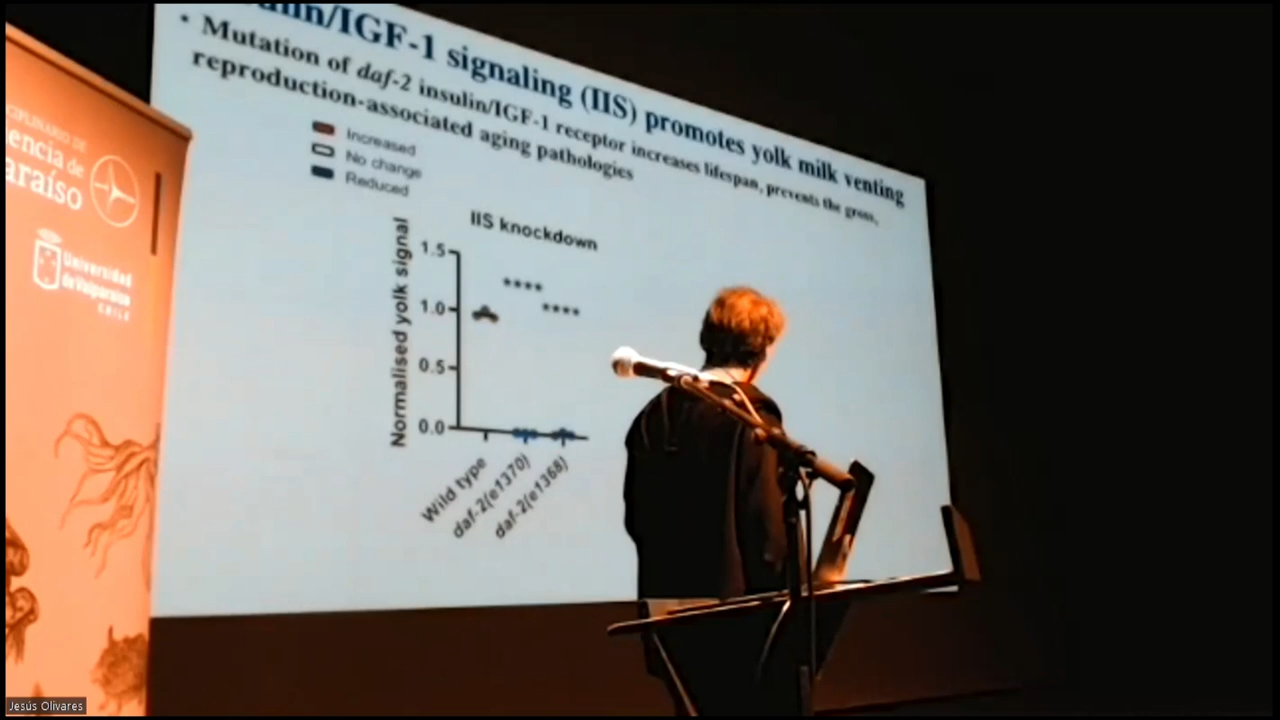 CIPLINARIO DE
encia de
araíso
Universidad
de Valparaíso
CHILE
ulin/IGF-1 signaling (IIS) promotes yolk milk venting
• Mutation of daf-2 insulin/IGF-1 receptor increases lifespan, prevents the gross,
reproduction-associated aging pathologies
Increased
No change
Reduced
IIS knockdown
Normalised yolk signal
1.5
1.0
0.5
0.0
****
****
Wild type
daf-2(e1370)
daf-2(e1368)
Jesús Olivares